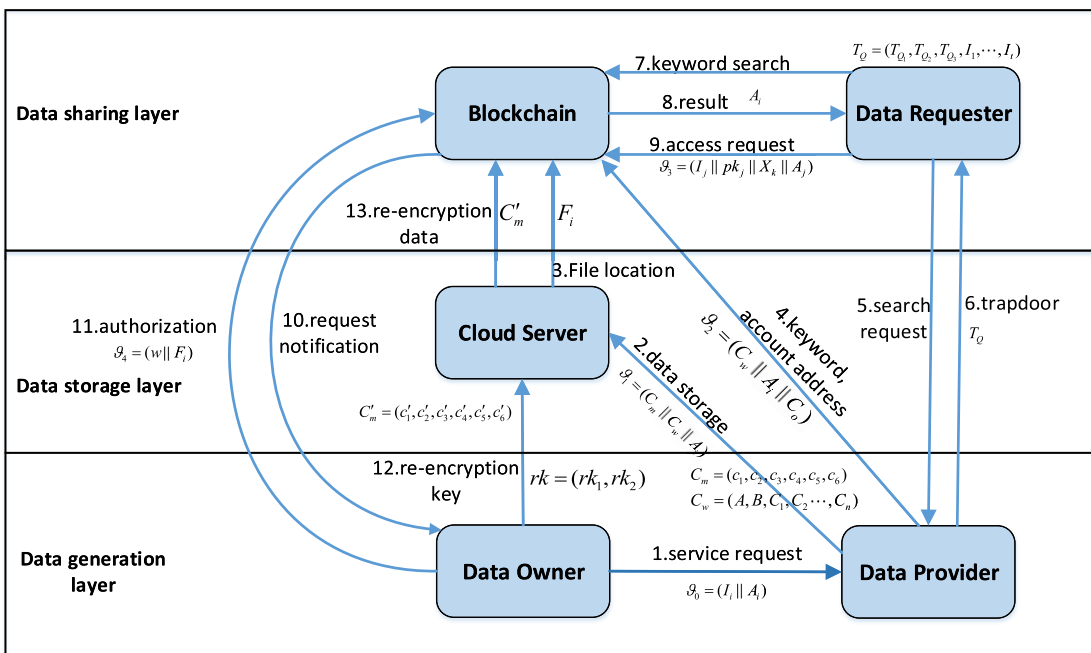 Data sharing layer
Blockchain
Data Requester
T_Q = (T_{Q_1}, T_{Q_2}, T_{Q_3}, I_1, ⋯, I_t)
7.keyword search
8.result
A_i
9.access request
ϑ_3 = (I_j || pk_j || X_k || A_j)
13.re-encryption
data
C'_m
F_i
3.File location
Data storage layer
Cloud Server
11.authorization
ϑ_4 = (w || F_i)
10.request
notification
2.data storage
ϑ_1 = (C_m || C_w || A_i)
4.keyword,
account address
ϑ_2 = (C_w || A_i || C_o)
5.search
request
6.trapdoor
T_Q
C'_m = (c'_1, c'_2, c'_3, c'_4, c'_5, c'_6)
12.re-encryption
key
rk = (rk_1, rk_2)
C_m = (c_1, c_2, c_3, c_4, c_5, c_6)
C_w = (A, B, C_1, C_2 ⋯, C_n)
Data generation
layer
Data Owner
1.service request
ϑ_0 = (I_i || A_i)
Data Provider